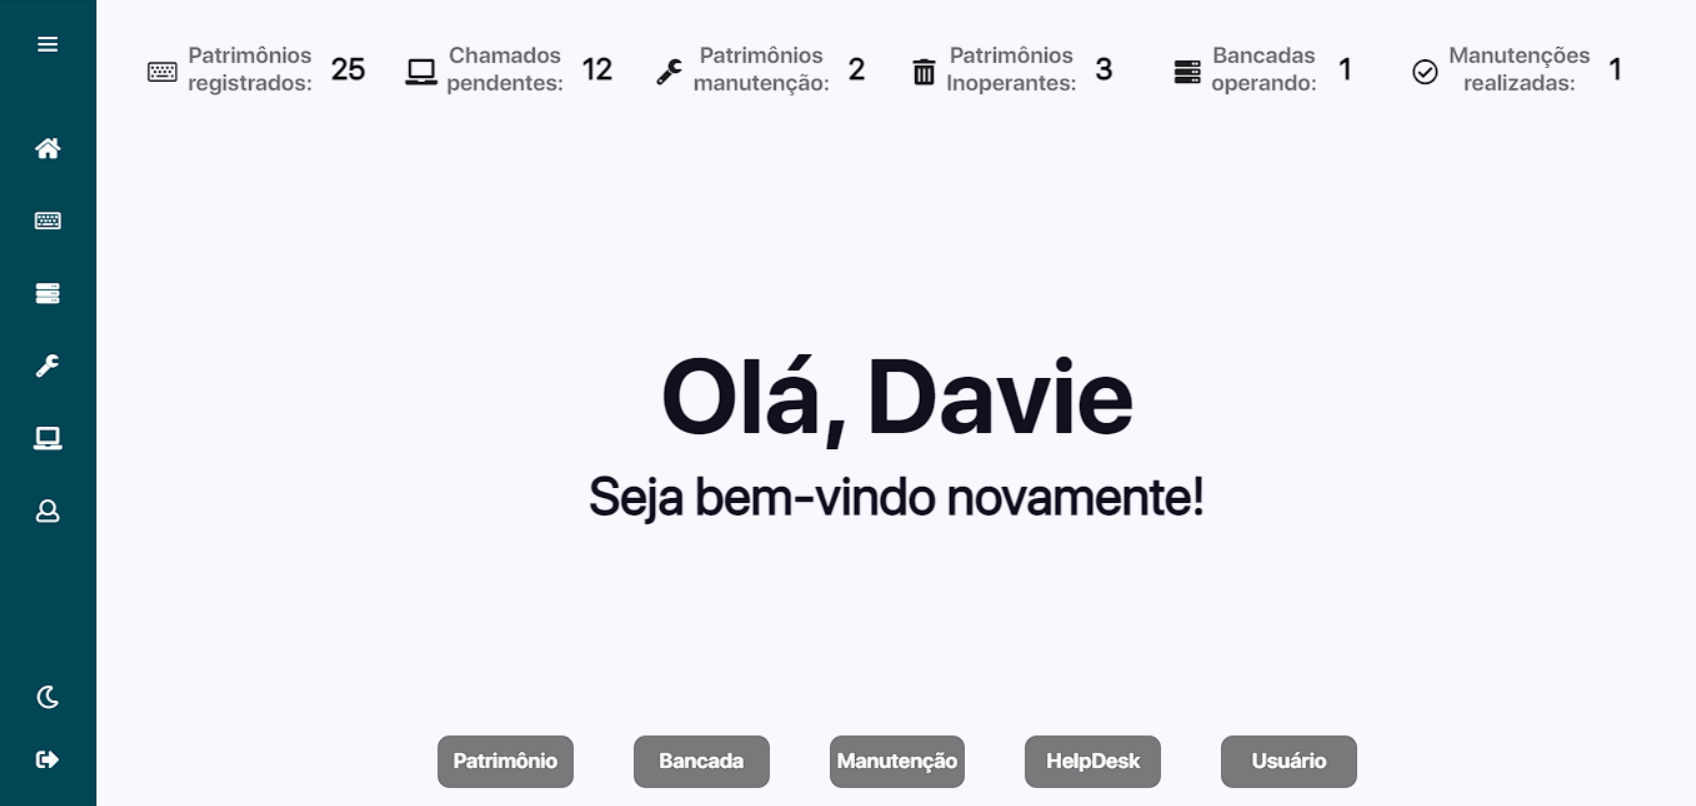 Patrimônios
registrados: 25
Chamados
pendentes: 12
Patrimônios
manutenção: 2
Patrimônios
Inoperantes: 3
Bancadas
operando: 1
Manutenções
realizadas: 1
Olá, Davie
Seja bem-vindo novamente!
Patrimônio
Bancada
Manutenção
HelpDesk
Usuário